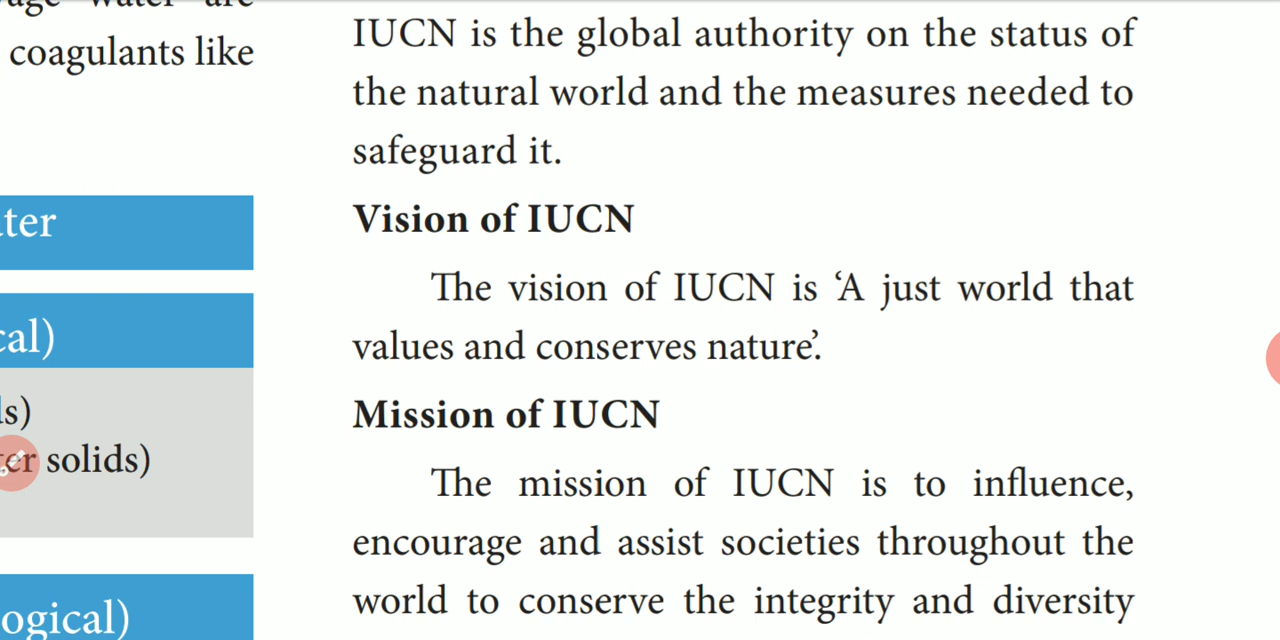 water are
coagulants like
solids)
IUCN is the global authority on the status of
the natural world and the measures needed to
safeguard it.
Vision of IUCN
The vision of IUCN is ‘A just world that
values and conserves nature’.
Mission of IUCN
The mission of IUCN is to influence,
encourage and assist societies throughout the
world to conserve the integrity and diversity